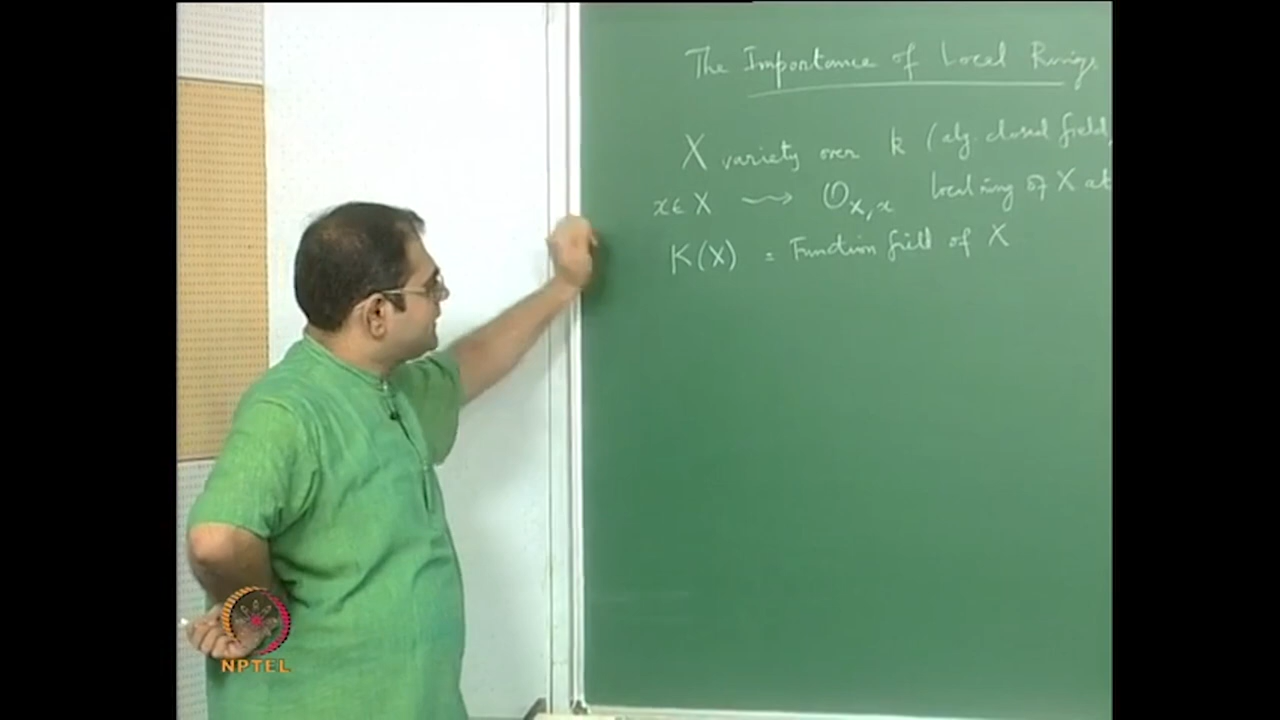 The Importance of Local Rings
X variety over k (alg. closed field,
x ∈ X ⇝ O_{X,x} local ring of X at
K(X) = Function field of X
NPTEL